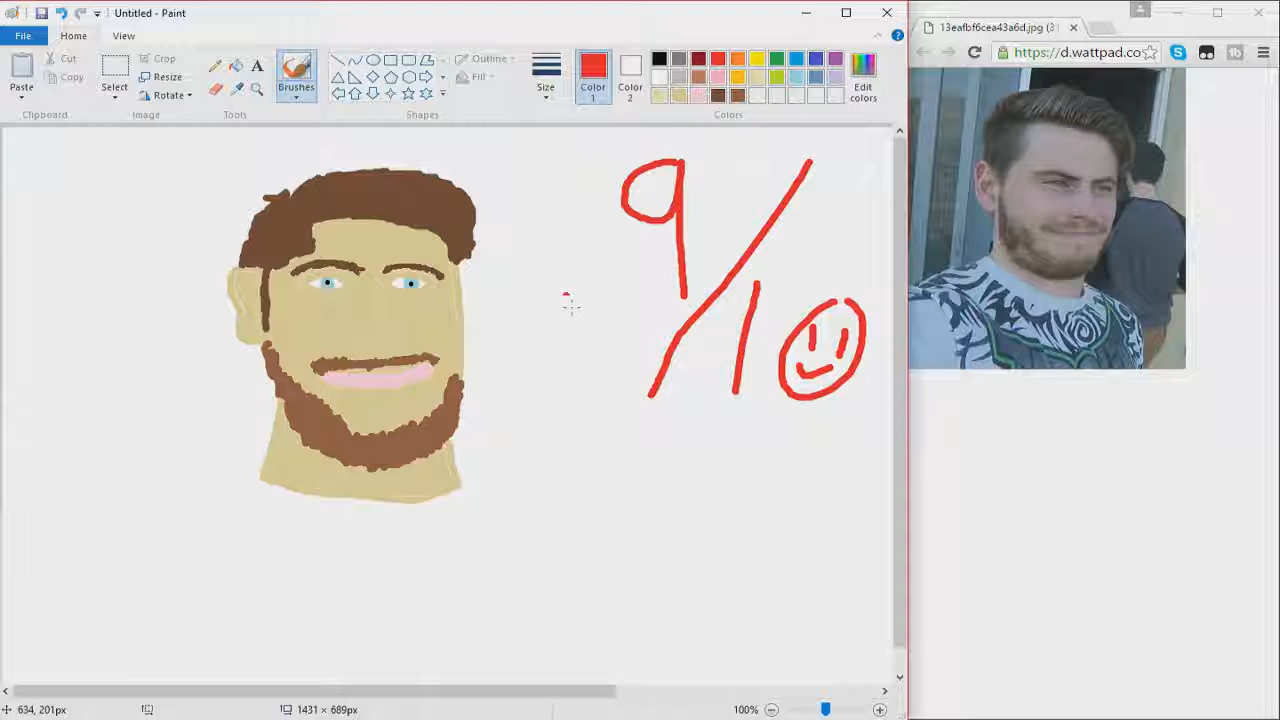 Untitled - Paint
13eafbf6cea43a6d.jpg (31
File Home View
https://d.wattpad.co
Paste
Cut
Copy
Select
Crop
Resize
Rotate
Brushes
Outline
Fill
Size
Color 1
Color 2
Edit colors
Clipboard Image Tools Shapes Colors
9/10
634, 201px 1431 × 689px 100%